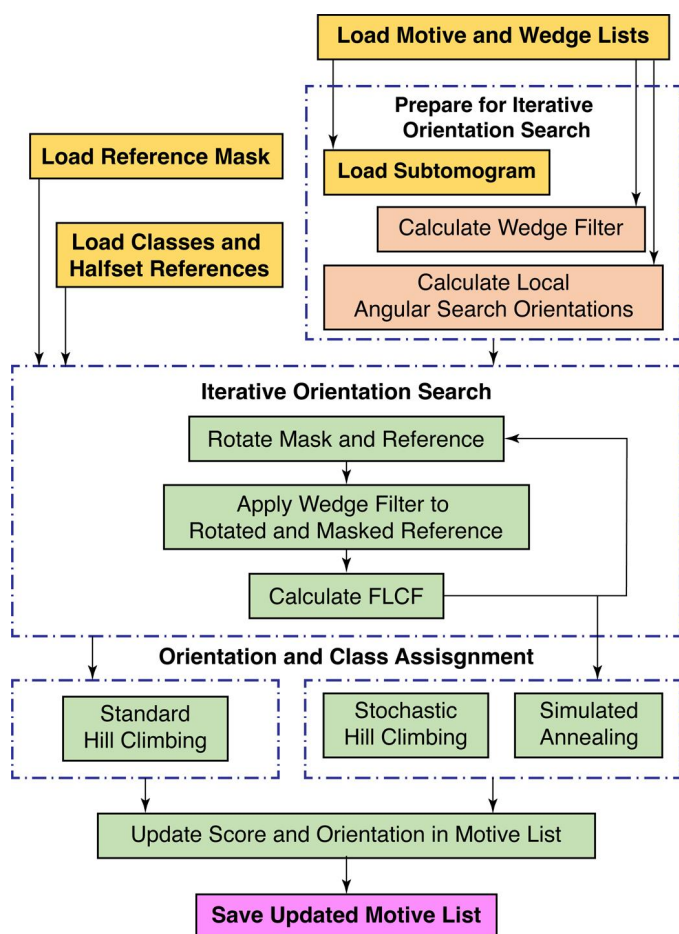 Load Motive and Wedge Lists
Prepare for Iterative
Orientation Search
Load Reference Mask
Load Subtomogram
Load Classes and
Halfset References
Calculate Wedge Filter
Calculate Local
Angular Search Orientations
Iterative Orientation Search
Rotate Mask and Reference
Apply Wedge Filter to
Rotated and Masked Reference
Calculate FLCF
Orientation and Class Assisgnment
Standard
Hill Climbing
Stochastic
Hill Climbing
Simulated
Annealing
Update Score and Orientation in Motive List
Save Updated Motive List